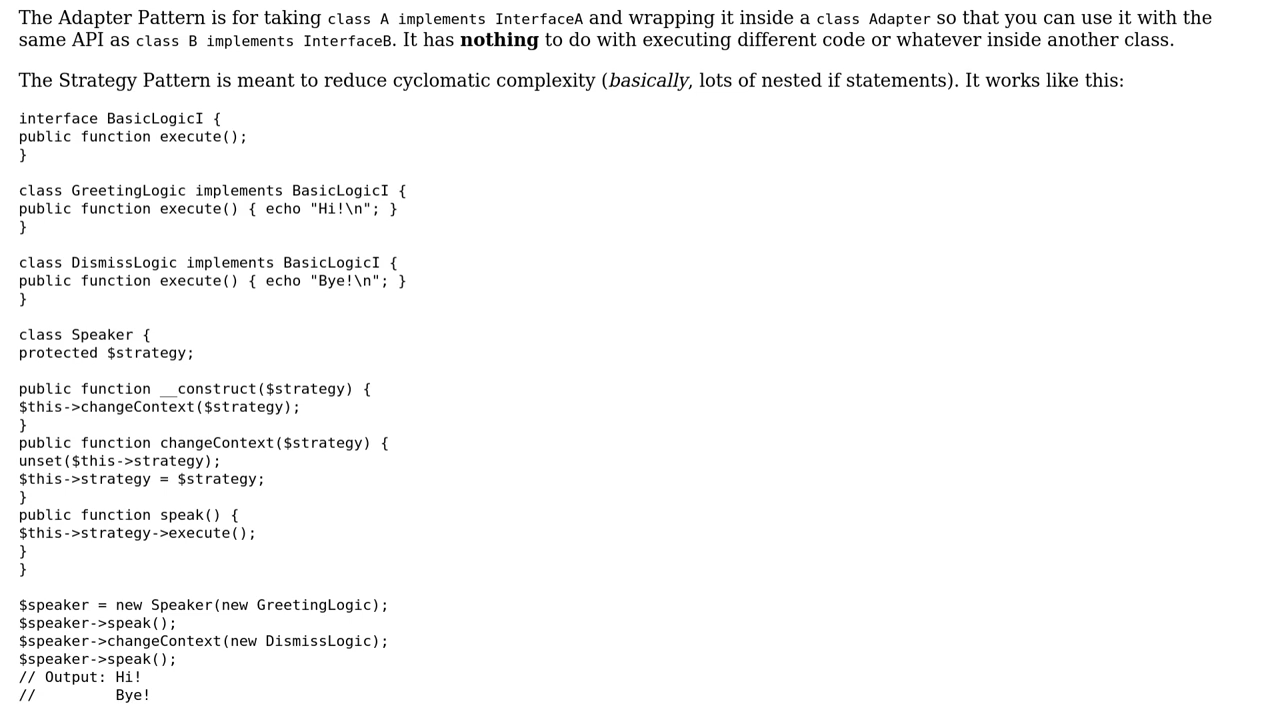 The Adapter Pattern is for taking class A implements InterfaceA and wrapping it inside a class Adapter so that you can use it with the
same API as class B implements InterfaceB. It has nothing to do with executing different code or whatever inside another class.
The Strategy Pattern is meant to reduce cyclomatic complexity (basically, lots of nested if statements). It works like this:
interface BasicLogicI {
public function execute();
}
class GreetingLogic implements BasicLogicI {
public function execute() { echo "Hi!\n"; }
}
class DismissLogic implements BasicLogicI {
public function execute() { echo "Bye!\n"; }
}
class Speaker {
protected $strategy;
public function __construct($strategy) {
$this->changeContext($strategy);
}
public function changeContext($strategy) {
unset($this->strategy);
$this->strategy = $strategy;
}
public function speak() {
$this->strategy->execute();
}
}
$speaker = new Speaker(new GreetingLogic);
$speaker->speak();
$speaker->changeContext(new DismissLogic);
$speaker->speak();
// Output: Hi!
//         Bye!